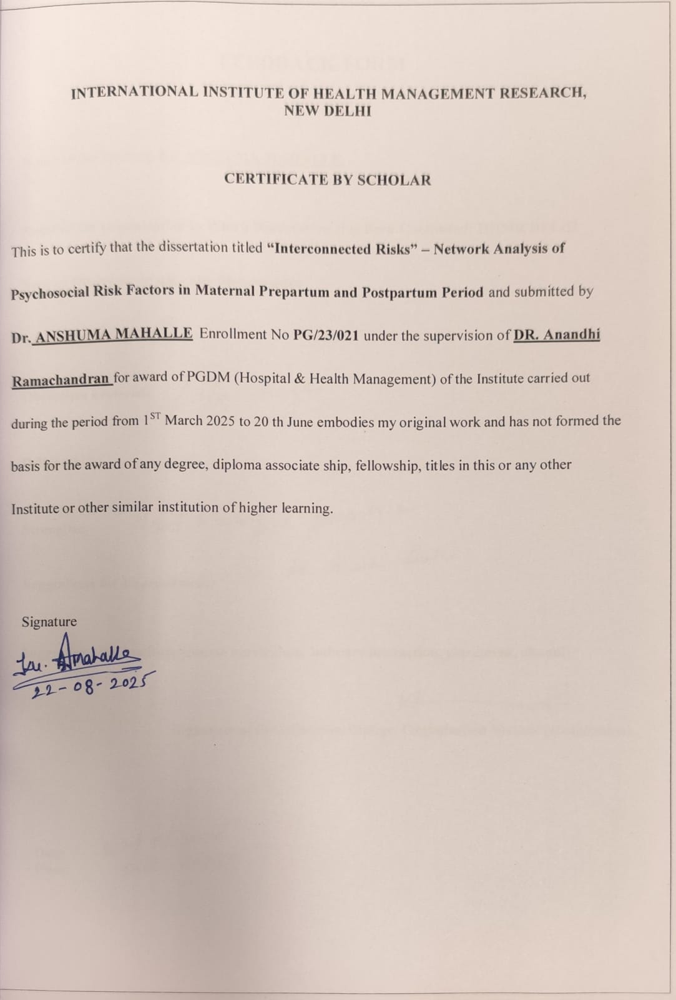 INTERNATIONAL INSTITUTE OF HEALTH MANAGEMENT RESEARCH,
NEW DELHI
CERTIFICATE BY SCHOLAR
This is to certify that the dissertation titled “Interconnected Risks” – Network Analysis of
Psychosocial Risk Factors in Maternal Prepartum and Postpartum Period and submitted by
Dr. ANSHUMA MAHALLE Enrollment No PG/23/021 under the supervision of DR. Anandhi
Ramachandran for award of PGDM (Hospital & Health Management) of the Institute carried out
during the period from 1ST March 2025 to 20 th June embodies my original work and has not formed the
basis for the award of any degree, diploma associate ship, fellowship, titles in this or any other
Institute or other similar institution of higher learning.
Signature
Amahalle
22-08-2025